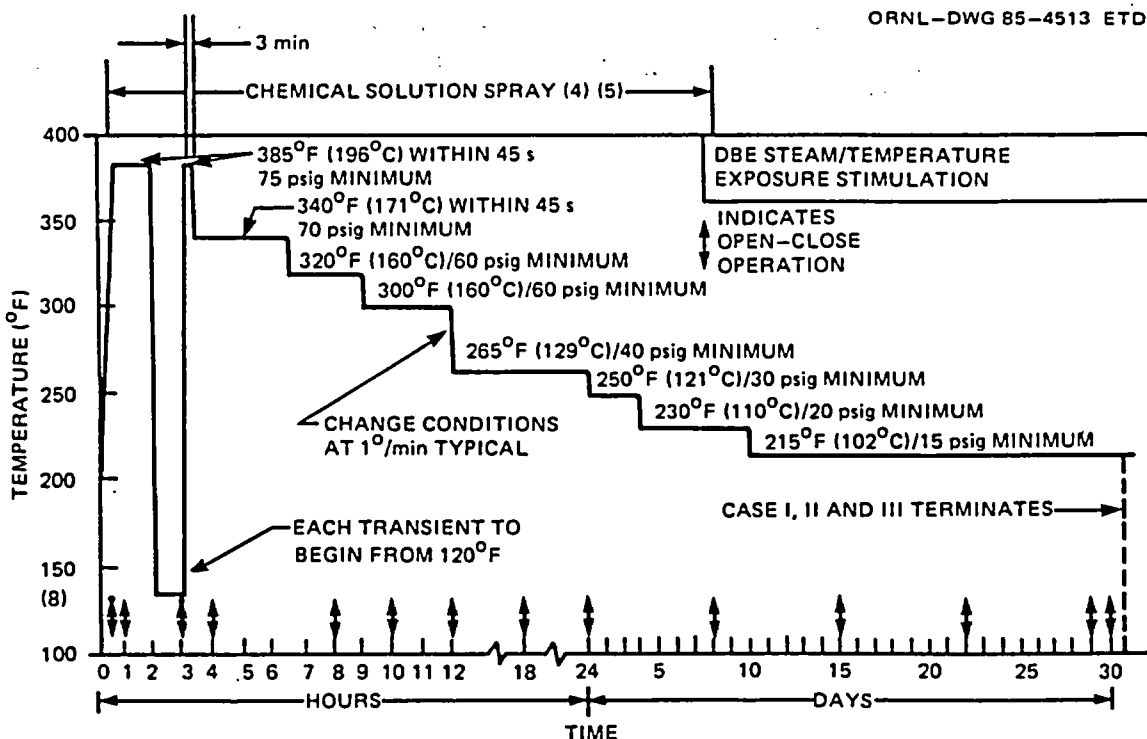 ORNL-DWG 85-4513 ETD
3 min
CHEMICAL SOLUTION SPRAY (4) (5)
400
385°F (196°C) WITHIN 45 s
75 psig MINIMUM
DBE STEAM/TEMPERATURE
EXPOSURE STIMULATION
350
340°F (171°C) WITHIN 45 s
70 psig MINIMUM
INDICATES
OPEN-CLOSE
OPERATION
320°F (160°C)/60 psig MINIMUM
300
300°F (160°C)/60 psig MINIMUM
265°F (129°C)/40 psig MINIMUM
250
250°F (121°C)/30 psig MINIMUM
230°F (110°C)/20 psig MINIMUM
CHANGE CONDITIONS
AT 1°/min TYPICAL
215°F (102°C)/15 psig MINIMUM
200
CASE I, II AND III TERMINATES
EACH TRANSIENT TO
BEGIN FROM 120°F
150
(8)
100
TEMPERATURE (°F)
0 1 2 3 4 5 6 7 8 9 10 11 12 18 24 5 10 15 20 25 30
HOURS
DAYS
TIME